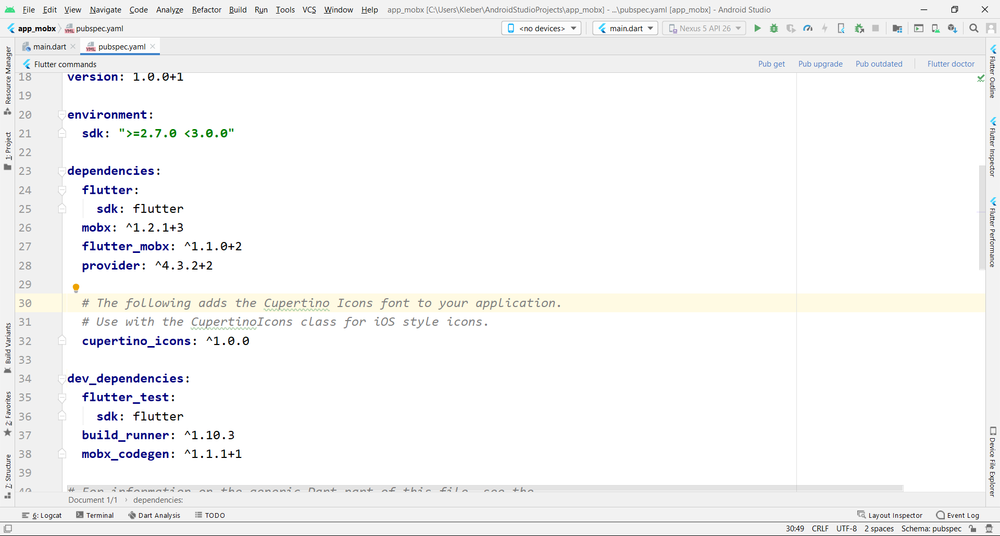 File Edit View Navigate Code Analyze Refactor Build Run Tools VCS Window Help app_mobx [C:\Users\Kleber\AndroidStudioProjects\app_mobx] - ...\pubspec.yaml [app_mobx] - Android Studio
app_mobx pubspec.yaml <no devices> main.dart Nexus 5 API 26
main.dart pubspec.yaml
Flutter commands Pub get Pub upgrade Pub outdated Flutter doctor
18 version: 1.0.0+1
19
20 environment:
21 sdk: ">=2.7.0 <3.0.0"
22
23 dependencies:
24 flutter:
25 sdk: flutter
26 mobx: ^1.2.1+3
27 flutter_mobx: ^1.1.0+2
28 provider: ^4.3.2+2
29
30 # The following adds the Cupertino Icons font to your application.
31 # Use with the CupertinoIcons class for iOS style icons.
32 cupertino_icons: ^1.0.0
33
34 dev_dependencies:
35 flutter_test:
36 sdk: flutter
37 build_runner: ^1.10.3
38 mobx_codegen: ^1.1.1+1
39
40 # For information on the generic Dart part of this file, see the
Document 1/1 › dependencies:
6: Logcat Terminal Dart Analysis TODO Layout Inspector Event Log
30:49 CRLF UTF-8 2 spaces Schema: pubspec
Resource Manager
1: Project
Build Variants
2: Favorites
7: Structure
Flutter Outline
Flutter Inspector
Flutter Performance
Device File Explorer